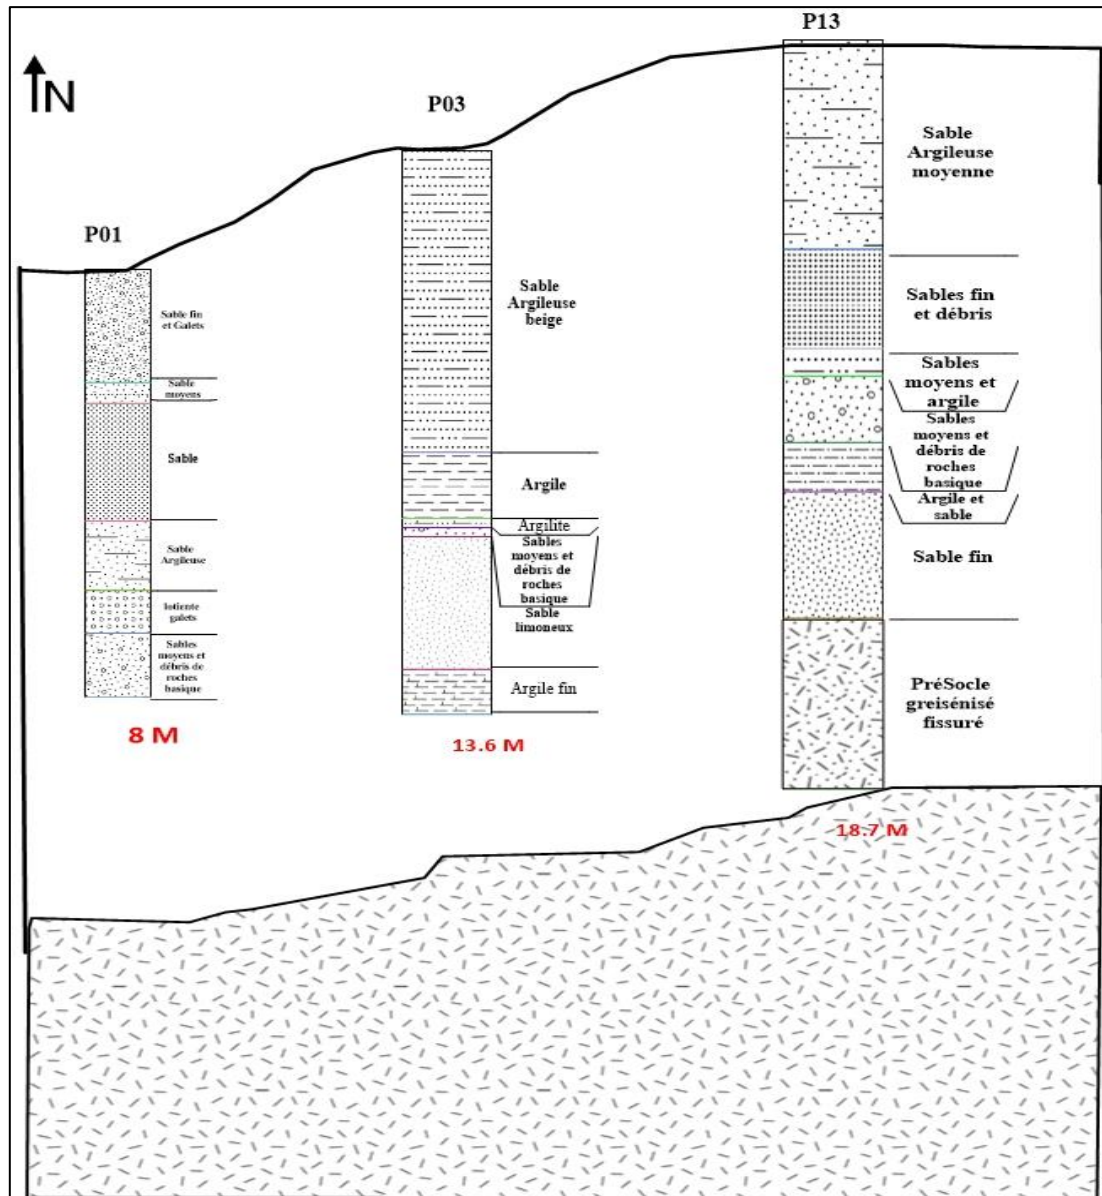 N
P01
Sable fin
et Galets
Sable
moyens
Sable
Sable
Argileuse
lotiente
galets
Sables
moyens et
débris de
roches
basique
8 M
P03
Sable
Argileuse
beige
Argile
Argilite
Sables
moyens et
débris de
roches
basique
Sable
limoneux
Argile fin
13.6 M
P13
Sable
Argileuse
moyenne
Sables fin
et débris
Sables
moyens et
argile
Sables
moyens et
débris de
roches
basique
Argile et
sable
Sable fin
PréSocle
greisénisé
fissuré
18.7 M